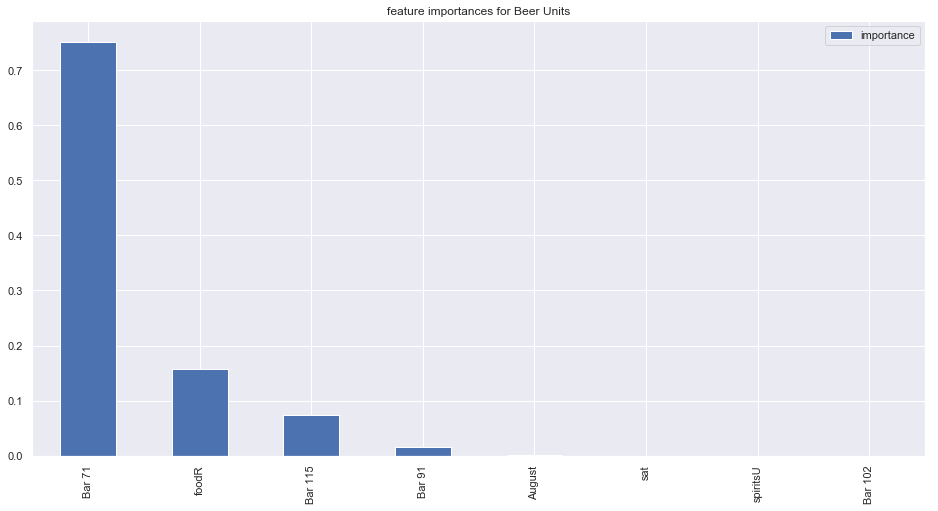 feature importances for Beer Units
importance
0.7
0.6
0.5
0.4
0.3
0.2
0.1
0.0
Bar 71
foodR
Bar 115
Bar 91
August
sat
spiritsU
Bar 102